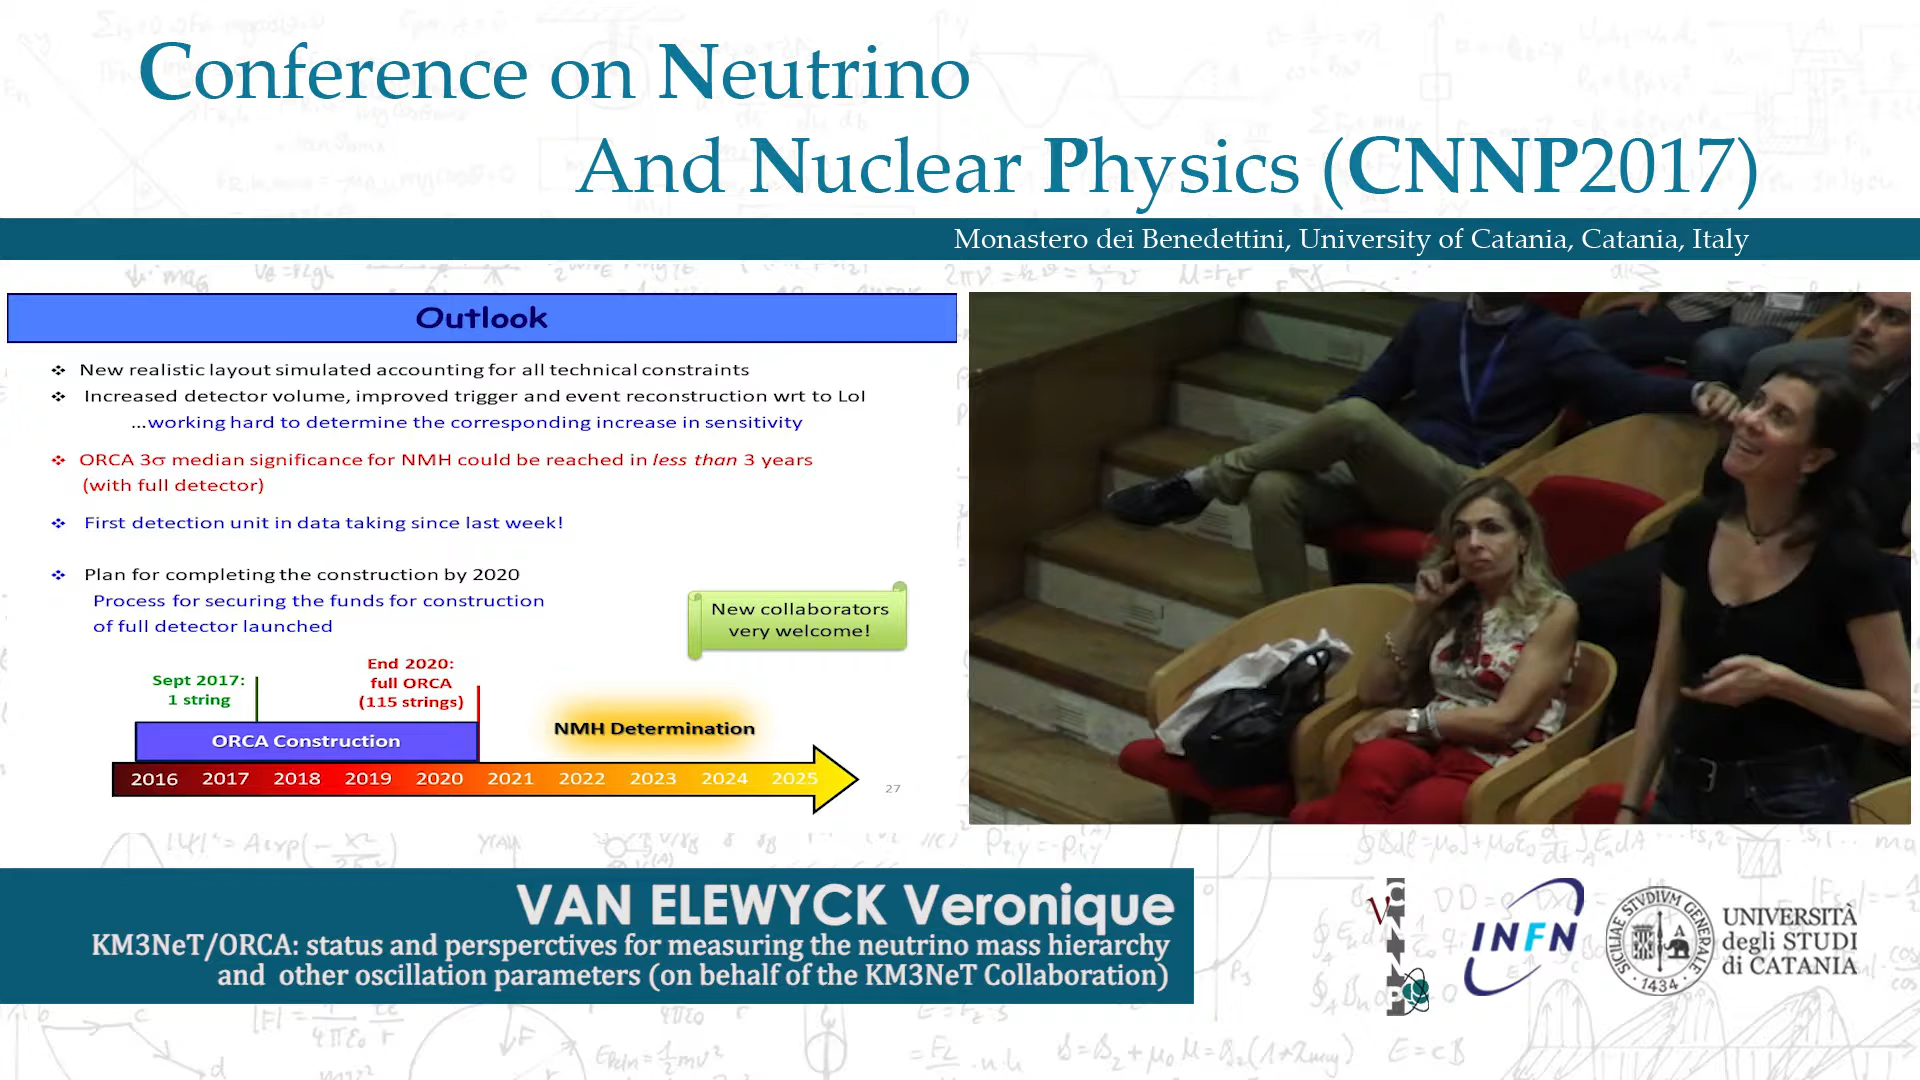 Conference on Neutrino
And Nuclear Physics (CNNP2017)
Monastero dei Benedettini, University of Catania, Catania, Italy
Outlook
❖ New realistic layout simulated accounting for all technical constraints
❖ Increased detector volume, improved trigger and event reconstruction wrt to LoI
...working hard to determine the corresponding increase in sensitivity
❖ ORCA 3σ median significance for NMH could be reached in less than 3 years
(with full detector)
❖ First detection unit in data taking since last week!
❖ Plan for completing the construction by 2020
Process for securing the funds for construction
of full detector launched
New collaborators
very welcome!
Sept 2017:
1 string
End 2020:
full ORCA
(115 strings)
NMH Determination
ORCA Construction
2016 2017 2018 2019 2020 2021 2022 2023 2024 2025
27
VAN ELEWYCK Veronique
KM3NeT/ORCA: status and persperctives for measuring the neutrino mass hierarchy
and other oscillation parameters (on behalf of the KM3NeT Collaboration)
CNNP
INFN
SICILIAE STVDIVM GENERALE
1434
UNIVERSITÀ
degli STUDI
di CATANIA